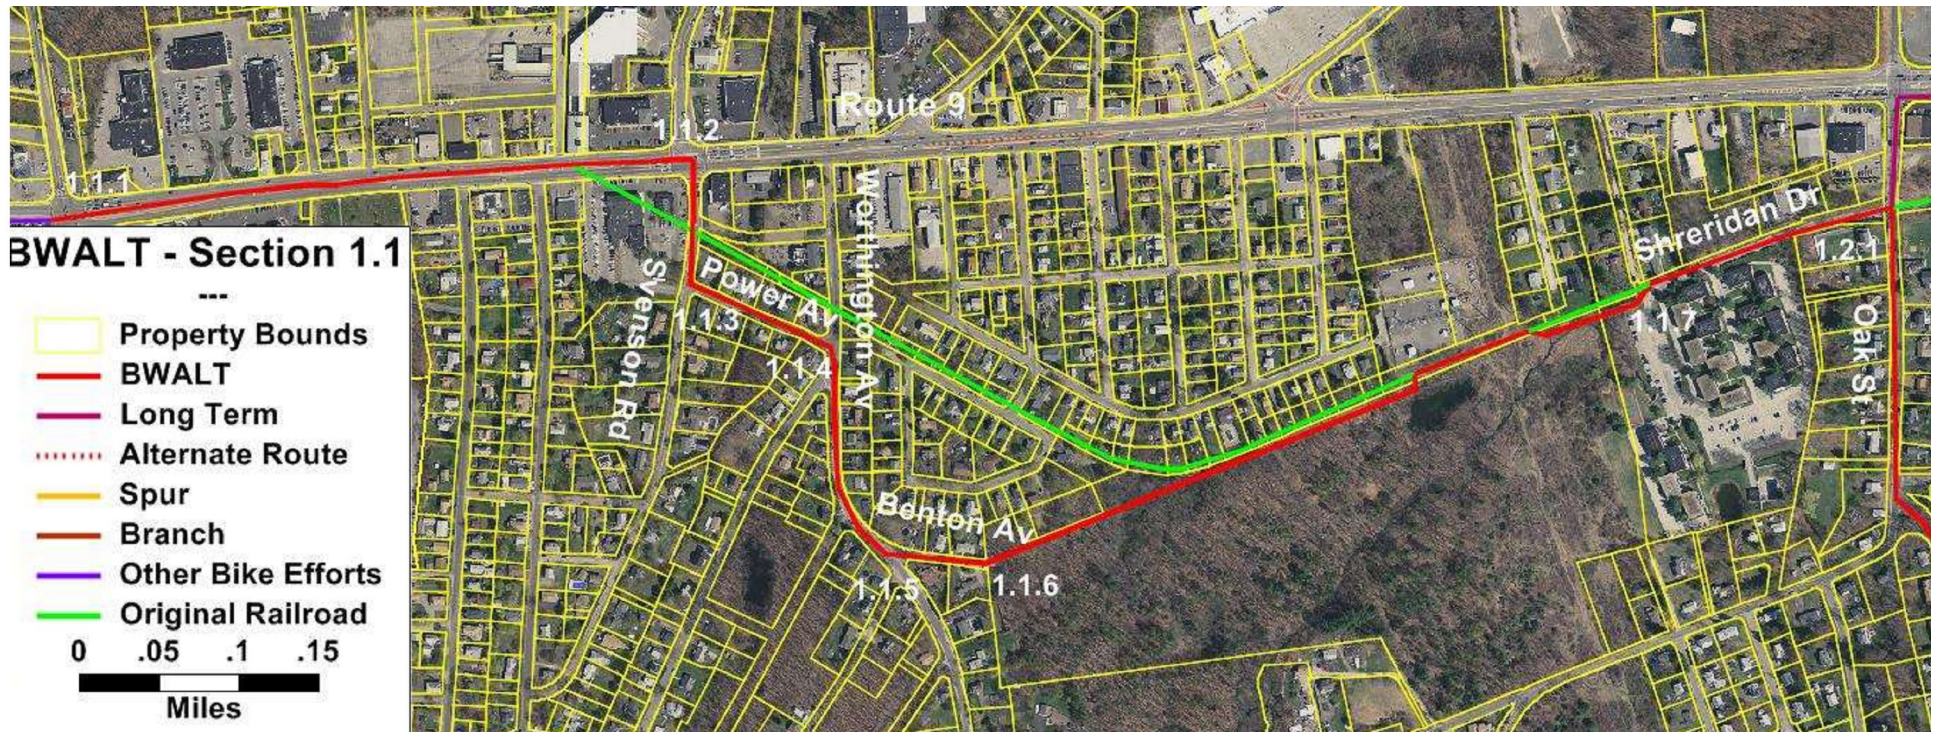 Route 9
1.1.2
1.1.1
Worthingtom Av
Shreridan Dr
BWALT - Section 1.1
---
Property Bounds
BWALT
Long Term
Alternate Route
Spur
Branch
Other Bike Efforts
Original Railroad
0 .05 .1 .15
Miles
Svenson Rd
Power Av
1.1.3
1.1.4
1.2.1
Oak St
1.1.7
Benton Av
1.1.5
1.1.6